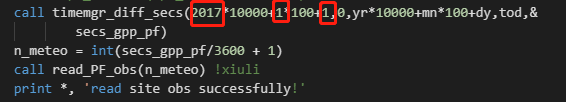 call timemgr_diff_secs(2017*10000+1*100+1,0,yr*10000+mn*100+dy,tod,&
secs_gpp_pf)
n_meteo = int(secs_gpp_pf/3600 + 1)
call read_PF_obs(n_meteo) !xiuli
print *, 'read site obs successfully!'